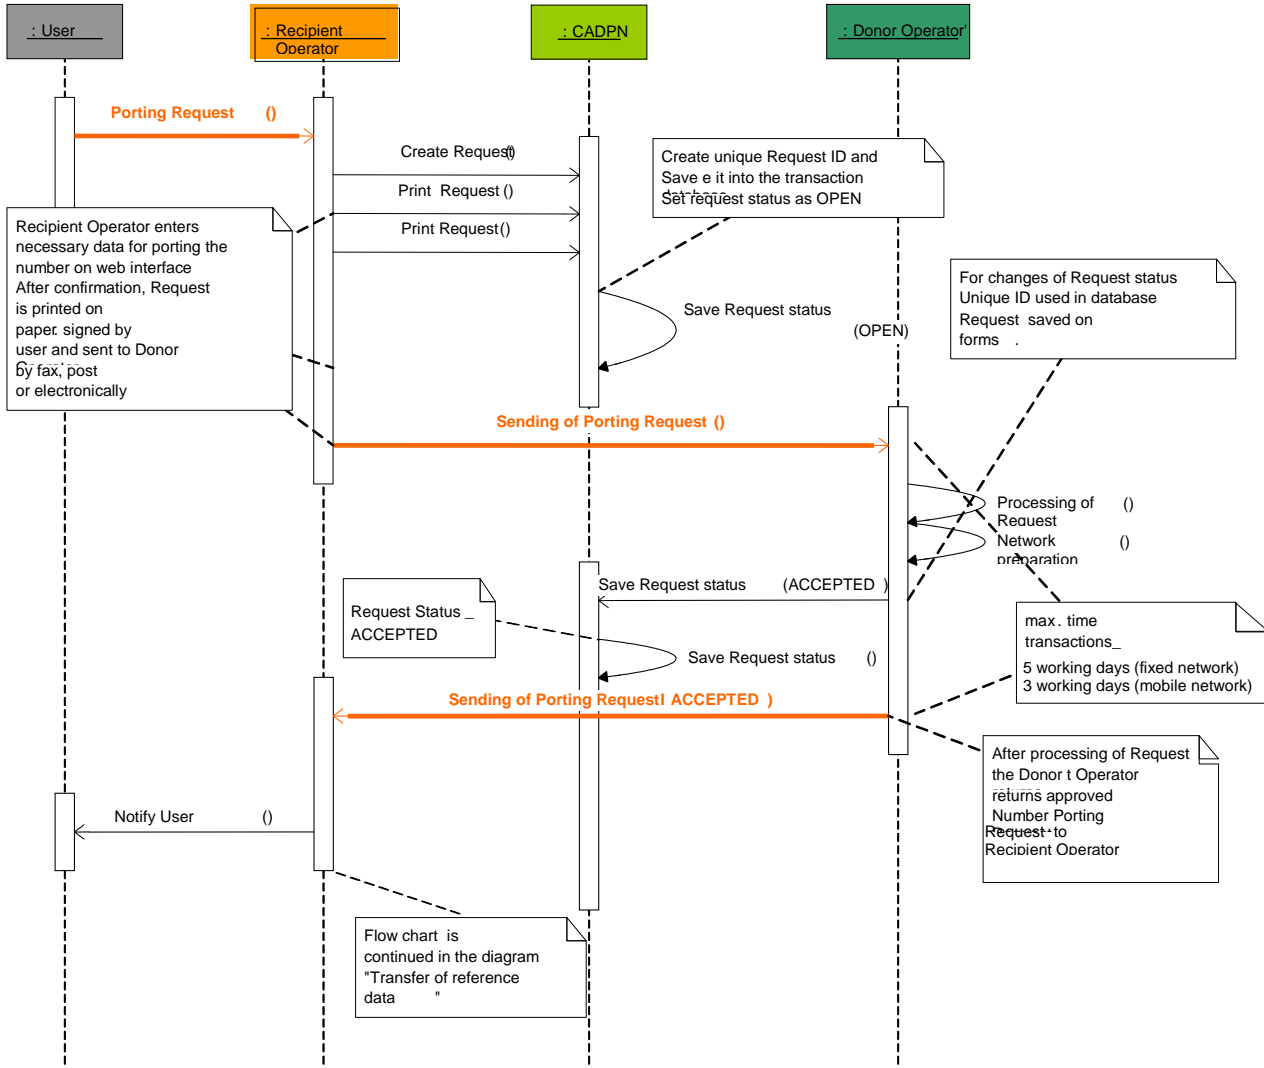 : User
: Recipient
Operator
: CADPN
: Donor Operator'
Porting Request ()
Create Request()
Print Request ()
Print Request ()
Create unique Request ID and
Save e it into the transaction
database
Set request status as OPEN
Recipient Operator enters
necessary data for porting the
number on web interface
After confirmation, Request
is printed on
paper. signed by
user and sent to Donor
by fax, post
or electronically
For changes of Request status
Unique ID used in database
Request saved on
forms .
Save Request status
(OPEN)
Sending of Porting Request ()
Processing of ()
Request
Network ()
preparation
Save Request status (ACCEPTED )
Request Status _
ACCEPTED
Save Request status ()
max. time
transactions_
5 working days (fixed network)
3 working days (mobile network)
Sending of Porting Request( ACCEPTED )
After processing of Request
the Donor t Operator
returns approved
Number Porting
Request to
Recipient Operator
Notify User ()
Flow chart is
continued in the diagram
"Transfer of reference
data "